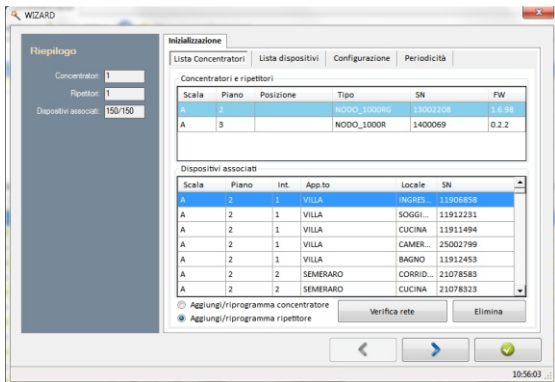 WIZARD
Riepilogo
Concentratori: 1
Ripetitori: 1
Dispositivi associati: 150/150
Inizializzazione
Lista Concentratori Lista dispositivi Configurazione Periodicità
Concentratori e ripetitori
Scala Piano Posizione Tipo SN FW
A 2 NODO_1000RG 13002208 1.6.98
A 3 NODO_1000R 1400069 0.2.2
Dispositivi associati
Scala Piano Int. App.to Locale SN
A 2 1 VILLA INGRES... 11906858
A 2 1 VILLA SOGGI... 11912231
A 2 1 VILLA CUCINA 11911494
A 2 1 VILLA CAMER... 25002799
A 2 1 VILLA BAGNO 11912453
A 2 2 SEMERARO CORRID... 21078583
A 2 2 SEMERARO CUCINA 21078323
Aggiungi/riprogramma concentratore
Aggiungi/riprogramma ripetitore
Verifica rete Elimina
10:56:03